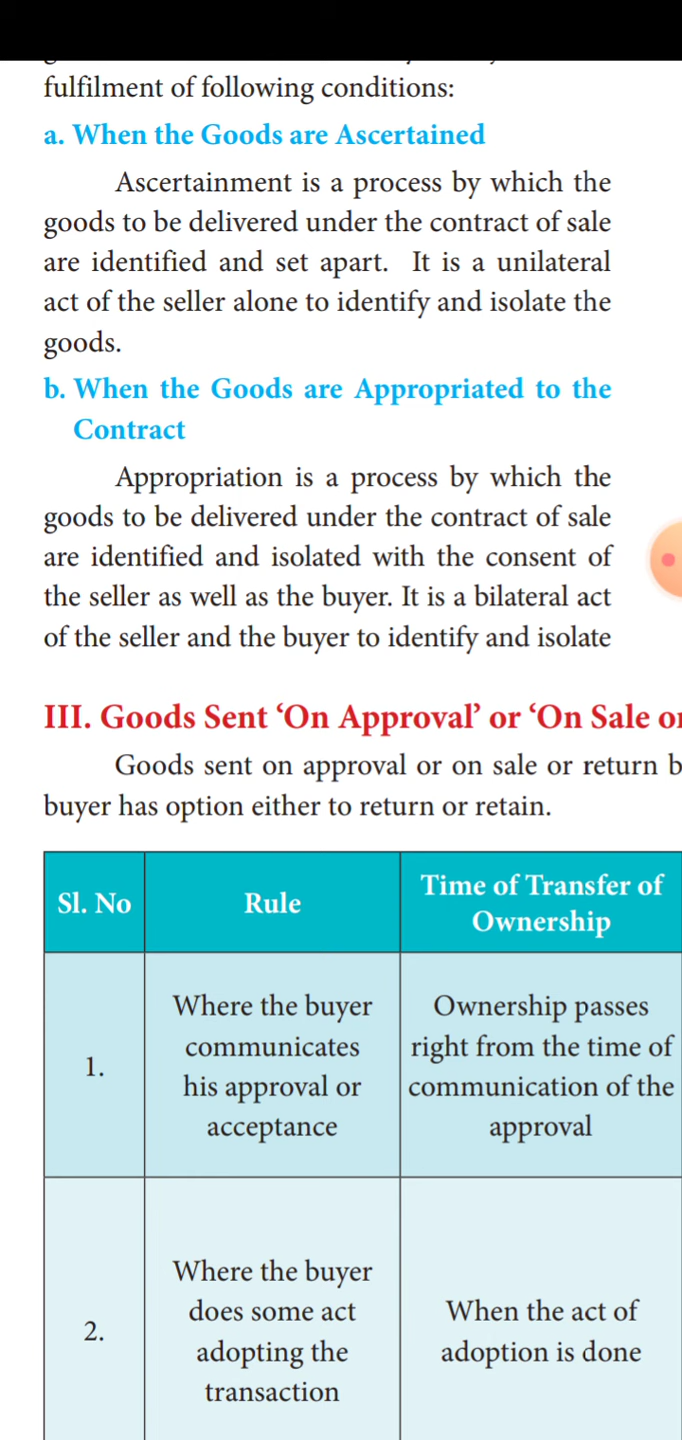 fulfilment of following conditions:
a. When the Goods are Ascertained
Ascertainment is a process by which the
goods to be delivered under the contract of sale
are identified and set apart. It is a unilateral
act of the seller alone to identify and isolate the
goods.
b. When the Goods are Appropriated to the
Contract
Appropriation is a process by which the
goods to be delivered under the contract of sale
are identified and isolated with the consent of
the seller as well as the buyer. It is a bilateral act
of the seller and the buyer to identify and isolate
III. Goods Sent ‘On Approval’ or ‘On Sale
Goods sent on approval or on sale or return
buyer has option either to return or retain.
Sl. No
Rule
Time of Transfer of
Ownership
1.
Where the buyer
communicates
his approval or
acceptance
Ownership passes
right from the time of
communication of the
approval
2.
Where the buyer
does some act
adopting the
transaction
When the act of
adoption is done